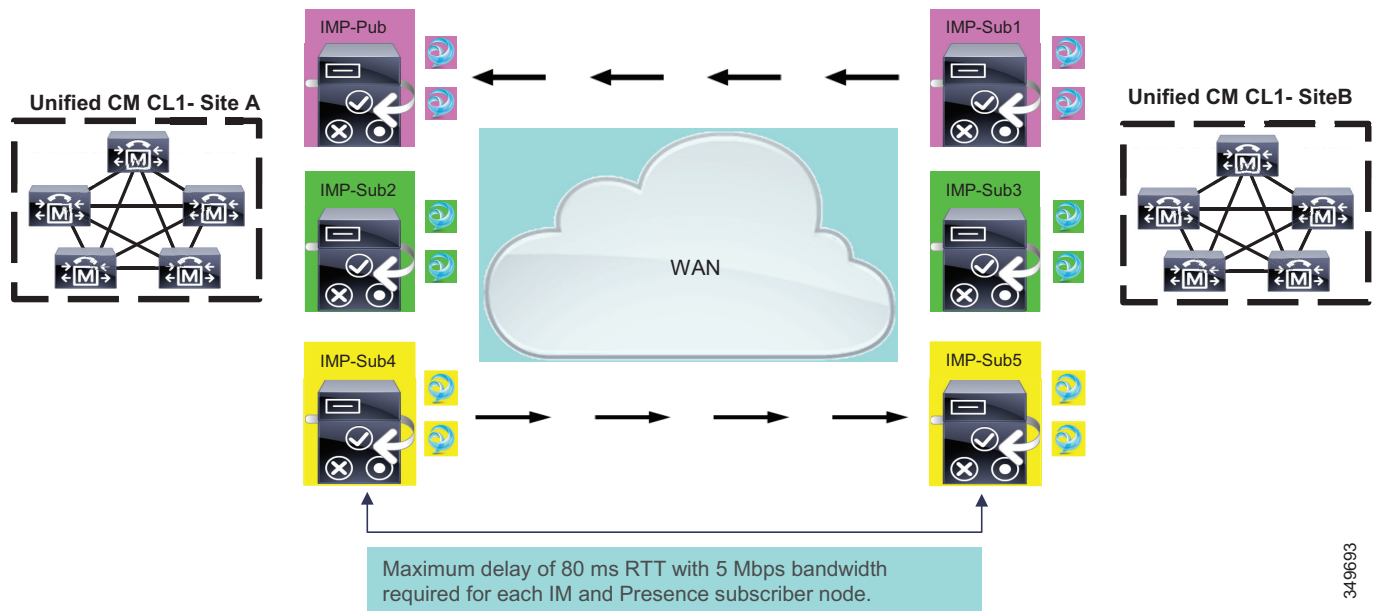 IMP-Pub
IMP-Sub1
Unified CM CL1- Site A
Unified CM CL1- SiteB
M
M
M
M
M
M
M
M
M
M
IMP-Sub2
IMP-Sub3
WAN
IMP-Sub4
IMP-Sub5
Maximum delay of 80 ms RTT with 5 Mbps bandwidth
required for each IM and Presence subscriber node.
349693